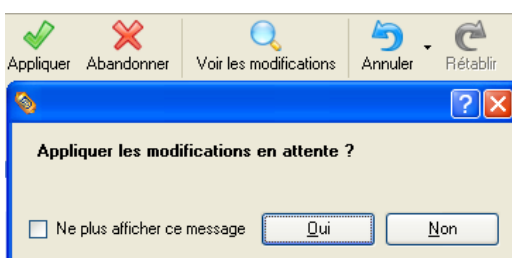 Appliquer Abandonner Voir les modifications Annuler Rétablir
?
Appliquer les modifications en attente ?
Ne plus afficher ce message Oui Non